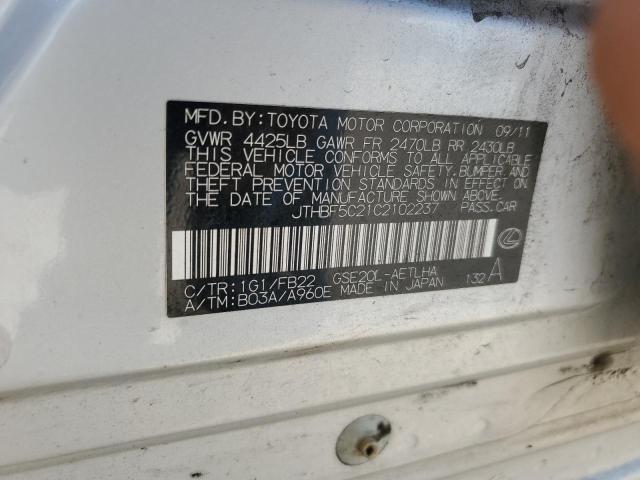 MFD. BY: TOYOTA MOTOR CORPORATION 09/11
GVWR 4425LB GAWR FR 2470LB RR 2430LB
THIS VEHICLE CONFORMS TO ALL APPLICABLE
FEDERAL MOTOR VEHICLE SAFETY, BUMPER, AND
THEFT PREVENTION STANDARDS IN EFFECT ON
THE DATE OF MANUFACTURE SHOWN ABOVE.
JTHBF5C21C2102237 PASS. CAR
C/TR: 1G1/FB22 GSE20L-AETLHA 132 A
A/TM: B03A/A960E MADE IN JAPAN